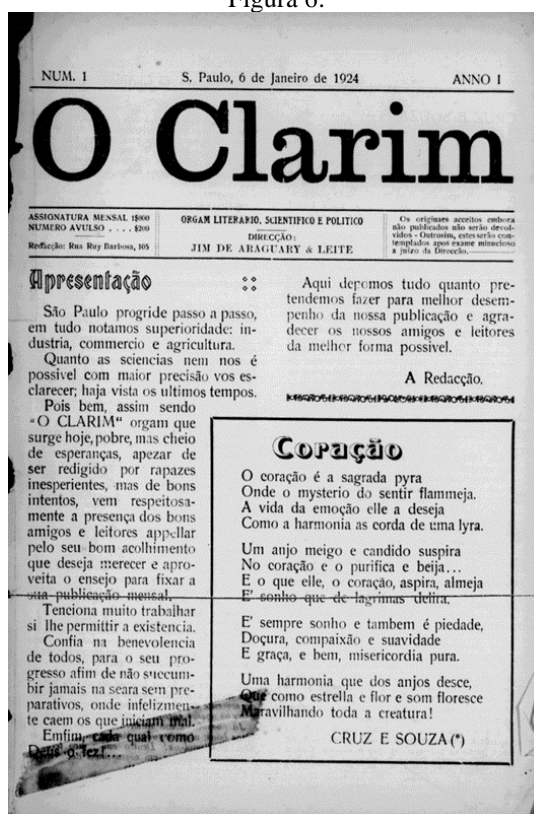 Figura 6.
NUM. 1
S. Paulo, 6 de Janeiro de 1924
ANNO I
O Clarim
ASSIGNATURA MENSAL 1$000
NUMERO AVULSO . . . . $200
Redacção: Rua Ruy Barbosa, 105
ORGAM LITERARIO, SCIENTIFICO E POLITICO
DIRECÇÃO:
JIM DE ARAGUARY & LEITE
Os originaes acceitos embora
não publicados não serão devol-
vidos - Outrosim, estes serão con-
templados apos exame minucioso
a juizo da Direcção.
Apresentação
São Paulo progride passo a passo,
em tudo notamos superioridade: in-
dustria, commercio e agricultura.
Quanto as sciencias nem nos é
possivel com maior precisão vos es-
clarecer; haja vista os ultimos tempos.
Pois bem, assim sendo
"O CLARIM" orgam que
surge hoje, pobre, mas cheio
de esperanças, apezar de
ser redigido por rapazes
inesperientes, mas de bons
intentos, vem respeitosa-
mente a presença dos bons
amigos e leitores appellar
pelo seu bom acolhimento
que deseja merecer e apro-
veita o ensejo para fixar a
sua publicação mensal.
Tenciona muito trabalhar
si lhe permittir a existencia.
Confia na benevolencia
de todos, para o seu pro-
gresso afim de não succum-
bir jamais na seara sem pre-
parativos, onde infelizmen-
te caem os que iniciam mal.
Emfim, cada qual como
Deus o fez!...
Aqui depomos tudo quanto pre-
tendemos fazer para melhor desem-
penho da nossa publicação e agra-
decer os nossos amigos e leitores
da melhor forma possivel.
A Redacção.
Coração
O coração é a sagrada pyra
Onde o mysterio do sentir flammeja.
A vida da emoção elle a deseja
Como a harmonia as corda de uma lyra.
Um anjo meigo e candido suspira
No coração e o purifica e beija...
E o que elle, o coração, aspira, almeja
E' sonho que de lagrimas delira.
E' sempre sonho e tambem é piedade,
Doçura, compaixão e suavidade
E graça, e bem, misericordia pura.
Uma harmonia que dos anjos desce,
Que como estrella e flor e som floresce
Maravilhando toda a creatura!
CRUZ E SOUZA (*)